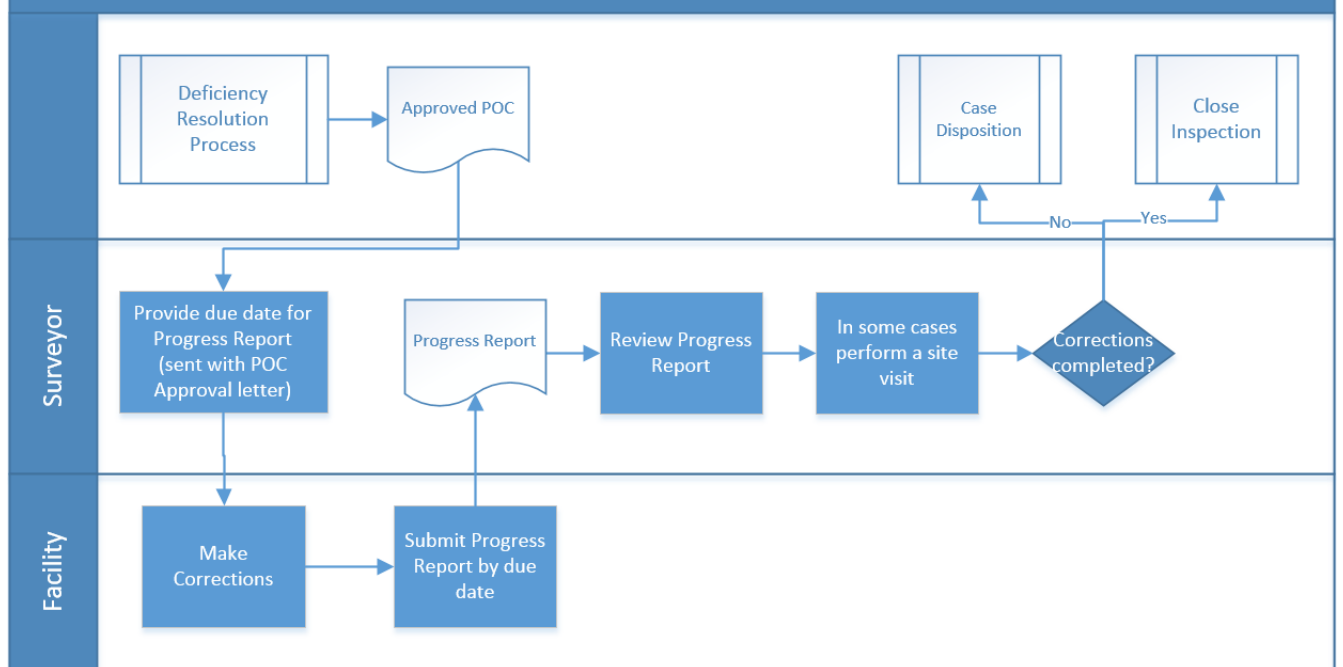 Deficiency
Resolution
Process
Approved POC
Case
Disposition
Close
Inspection
No
Yes
Surveyor
Provide due date for
Progress Report
(sent with POC
Approval letter)
Progress Report
Review Progress
Report
In some cases
perform a site
visit
Corrections
completed?
Facility
Make
Corrections
Submit Progress
Report by due
date